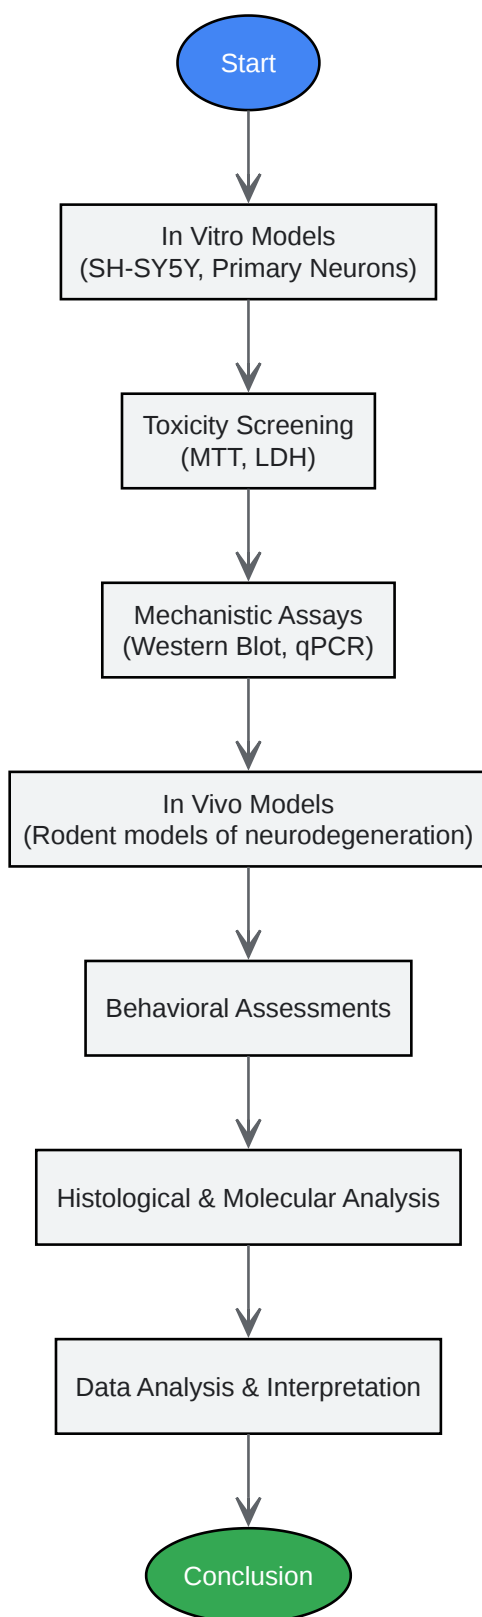 Start
In Vitro Models
(SH-SY5Y, Primary Neurons)
Toxicity Screening
(MTT, LDH)
Mechanistic Assays
(Western Blot, qPCR)
In Vivo Models
(Rodent models of neurodegeneration)
Behavioral Assessments
Histological & Molecular Analysis
Data Analysis & Interpretation
Conclusion